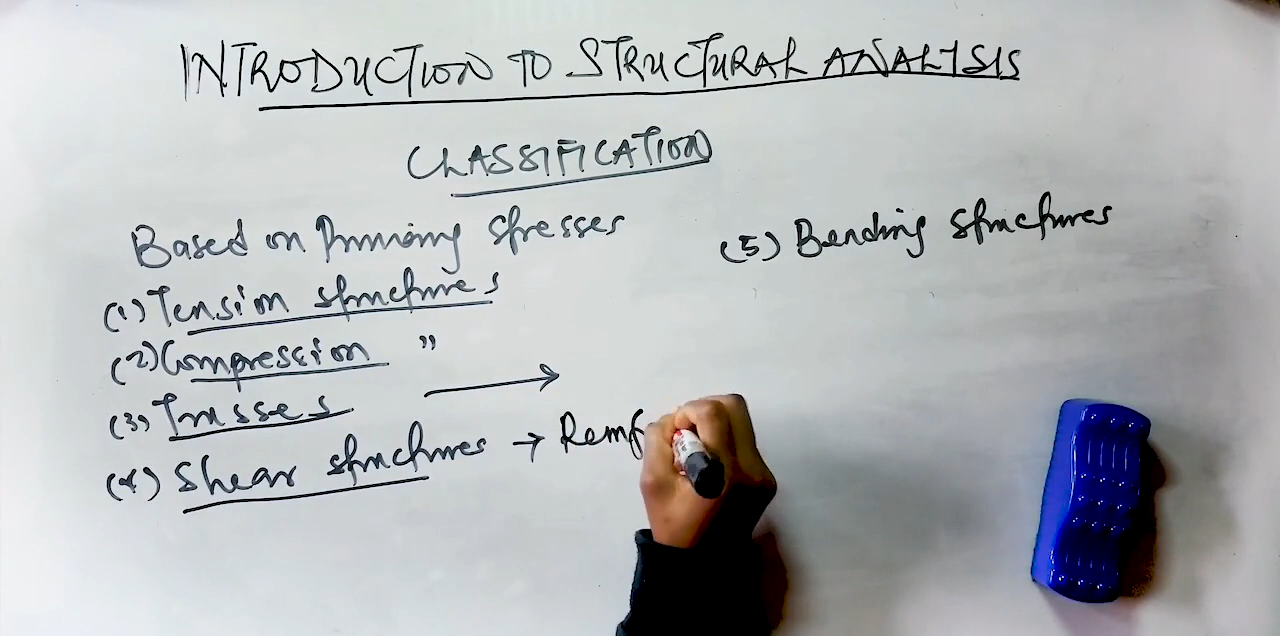 INTRODUCTION TO STRUCTURAL ANALYSIS
CLASSIFICATION
Based on Primary stresses
(1) Tension structures
(2) Compression "
(3) Trusses →
(4) Shear structures → Reinf
(5) Bending structures